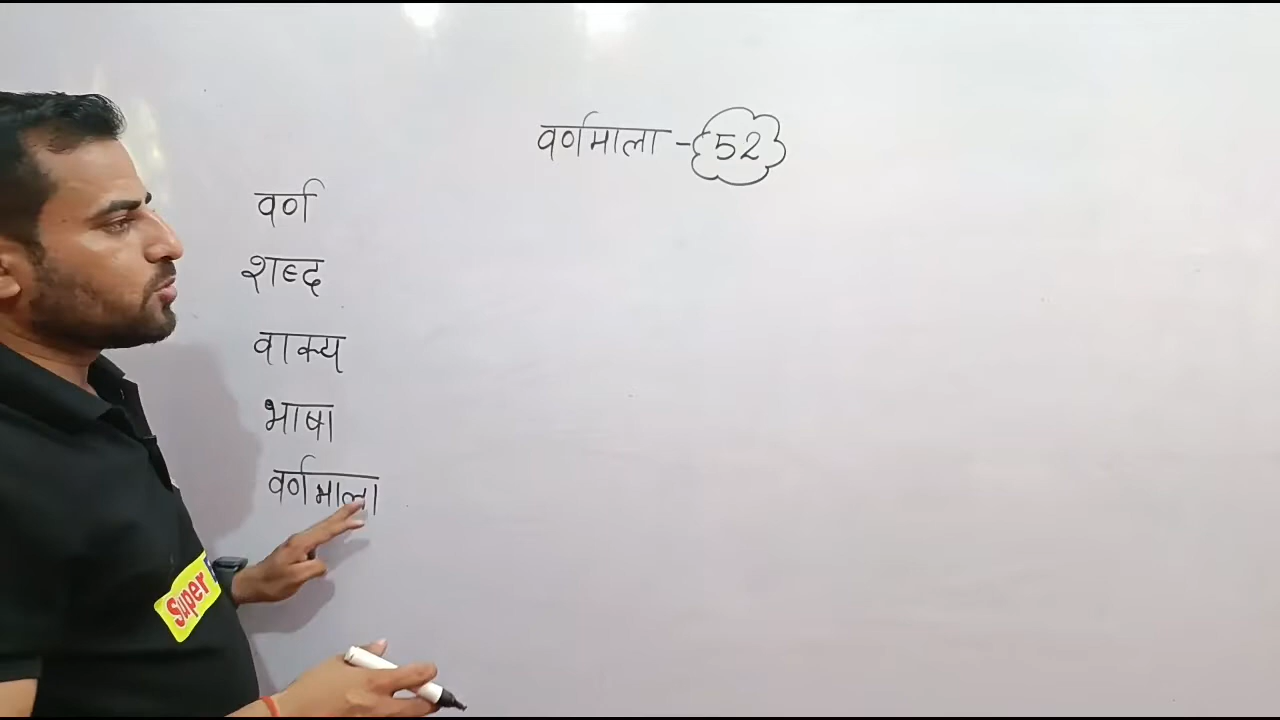 वर्णमाला - 52
वर्ण
शब्द
वाक्य
भाषा
वर्णमाला
Super